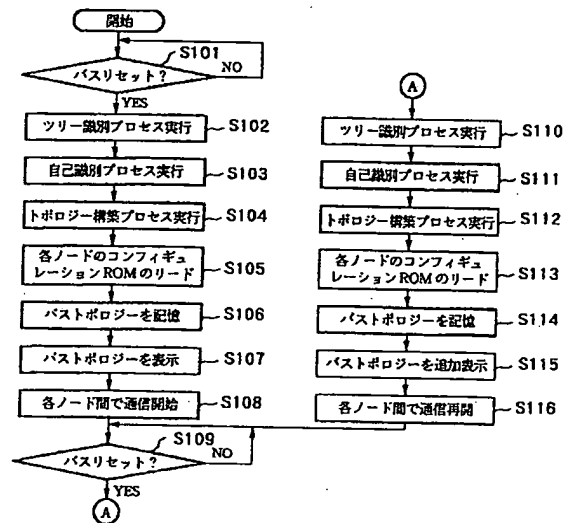 開始
S101
バスリセット?
NO
YES
ツリー識別プロセス実行
S102
自己識別プロセス実行
S103
トポロジー構築プロセス実行
S104
各ノードのコンフィギュ
レーションROMのリード
S105
バストポロジーを記憶
S106
バストポロジーを表示
S107
各ノード間で通信開始
S108
S109
バスリセット?
NO
YES
A
A
ツリー識別プロセス実行
S110
自己識別プロセス実行
S111
トポロジー構築プロセス実行
S112
各ノードのコンフィギュ
レーションROMのリード
S113
バストポロジーを記憶
S114
バストポロジーを追加表示
S115
各ノード間で通信再開
S116